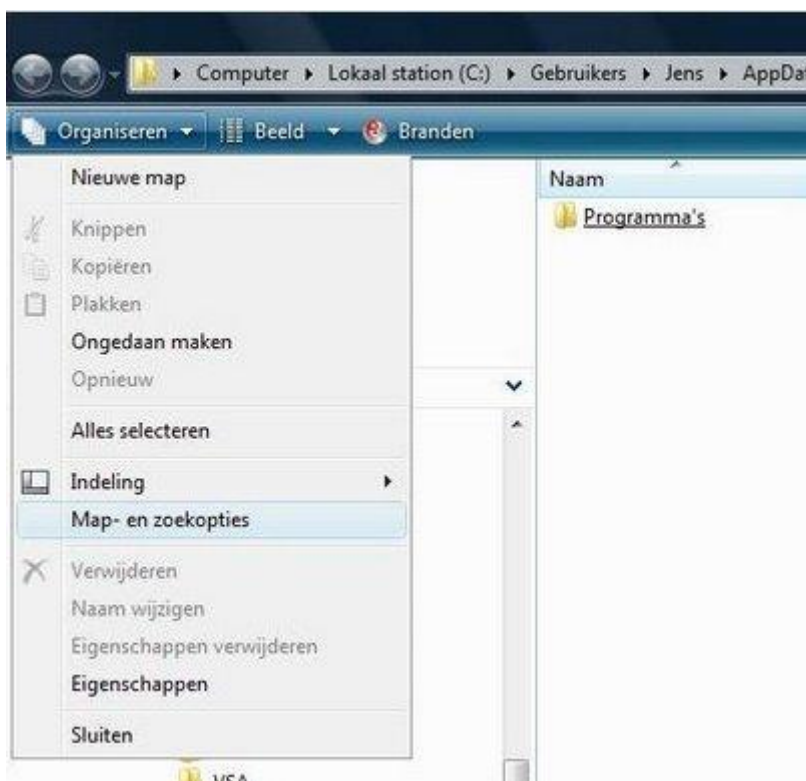 Computer Lokaal station (C:) Gebruikers Jens AppDat
Organiseren Beeld Branden
Nieuwe map
Knippen
Kopiëren
Plakken
Ongedaan maken
Opnieuw
Alles selecteren
Indeling
Map- en zoekopties
Verwijderen
Naam wijzigen
Eigenschappen verwijderen
Eigenschappen
Sluiten
VSA
Naam
Programma's